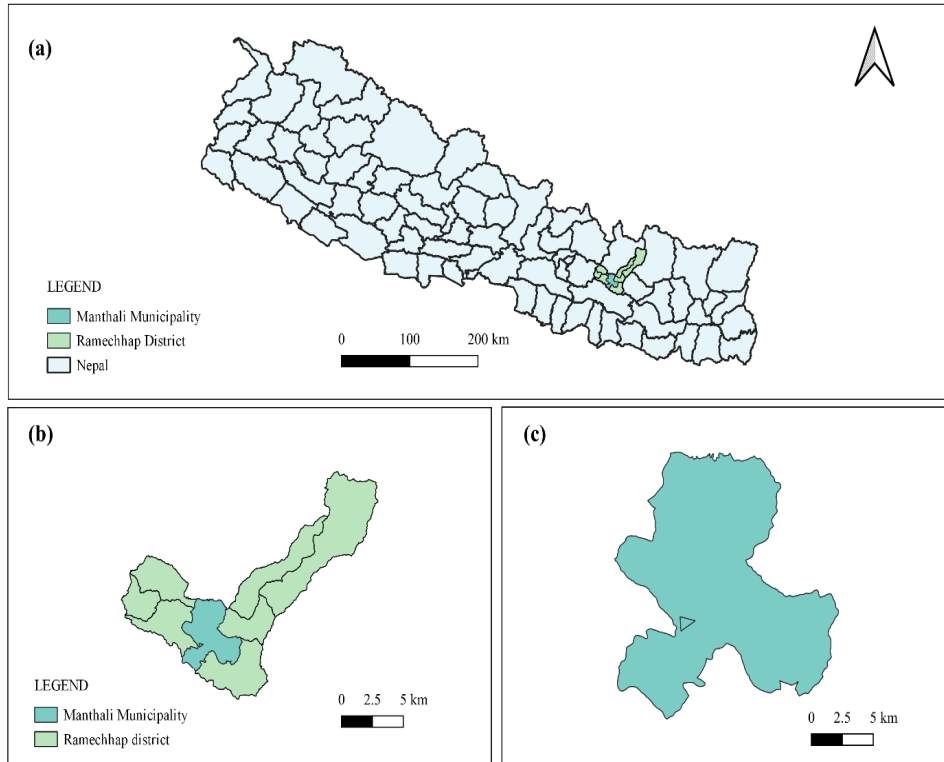 (a)
LEGEND
Manthali Municipality
Ramechhap District
Nepal
0 100 200 km
(b)
LEGEND
Manthali Municipality
Ramechhap district
0 2.5 5 km
(c)
0 2.5 5 km